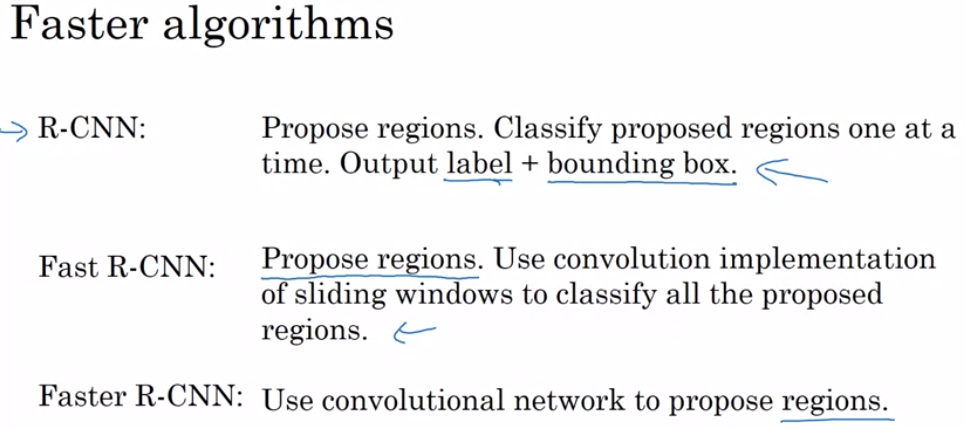 Faster algorithms
R-CNN: Propose regions. Classify proposed regions one at a
time. Output label + bounding box.
Fast R-CNN: Propose regions. Use convolution implementation
of sliding windows to classify all the proposed
regions.
Faster R-CNN: Use convolutional network to propose regions.